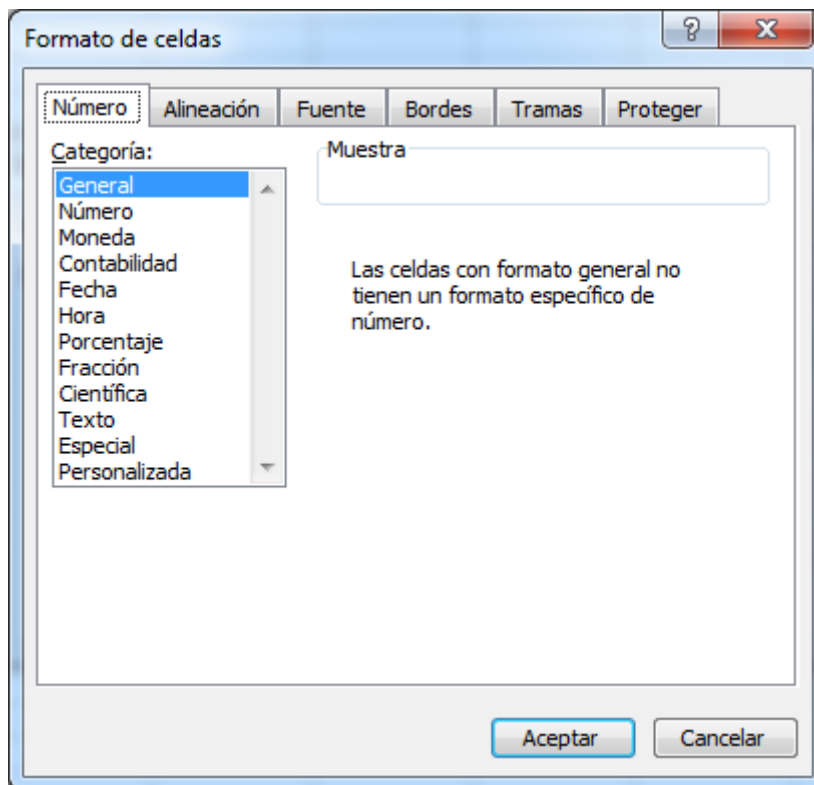 Formato de celdas
Número Alineación Fuente Bordes Tramas Proteger
Categoría:
General
Número
Moneda
Contabilidad
Fecha
Hora
Porcentaje
Fracción
Científica
Texto
Especial
Personalizada
Muestra
Las celdas con formato general no
tienen un formato específico de
número.
Aceptar Cancelar